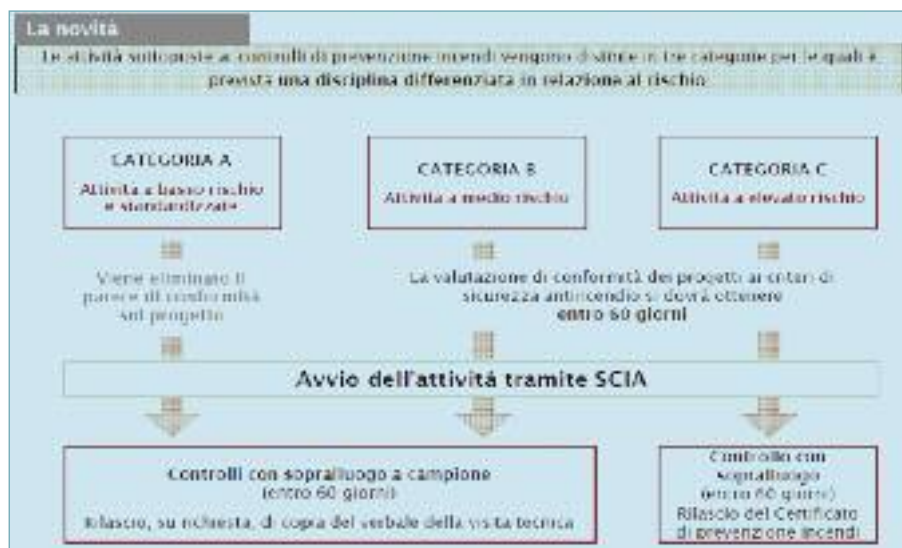 La novità
Le attività sottoposte ai controlli di prevenzione incendi vengono distinte in tre categorie per le quali è
prevista una disciplina differenziata in relazione al rischio
CATEGORIA A
Attività a basso rischio
e standardizzate
CATEGORIA B
Attività a medio rischio
CATEGORIA C
Attività a elevato rischio
Viene eliminato il
parere di conformità
sul progetto
La valutazione di conformità dei progetti ai criteri di
sicurezza antincendio si dovrà ottenere
entro 60 giorni
Avvio dell'attività tramite SCIA
Controlli con sopralluogo a campione
(entro 60 giorni)
Rilascio, su richiesta, di copia del verbale della visita tecnica
Controllo con
sopralluogo
(entro 60 giorni)
Rilascio del Certificato
di prevenzione incendi